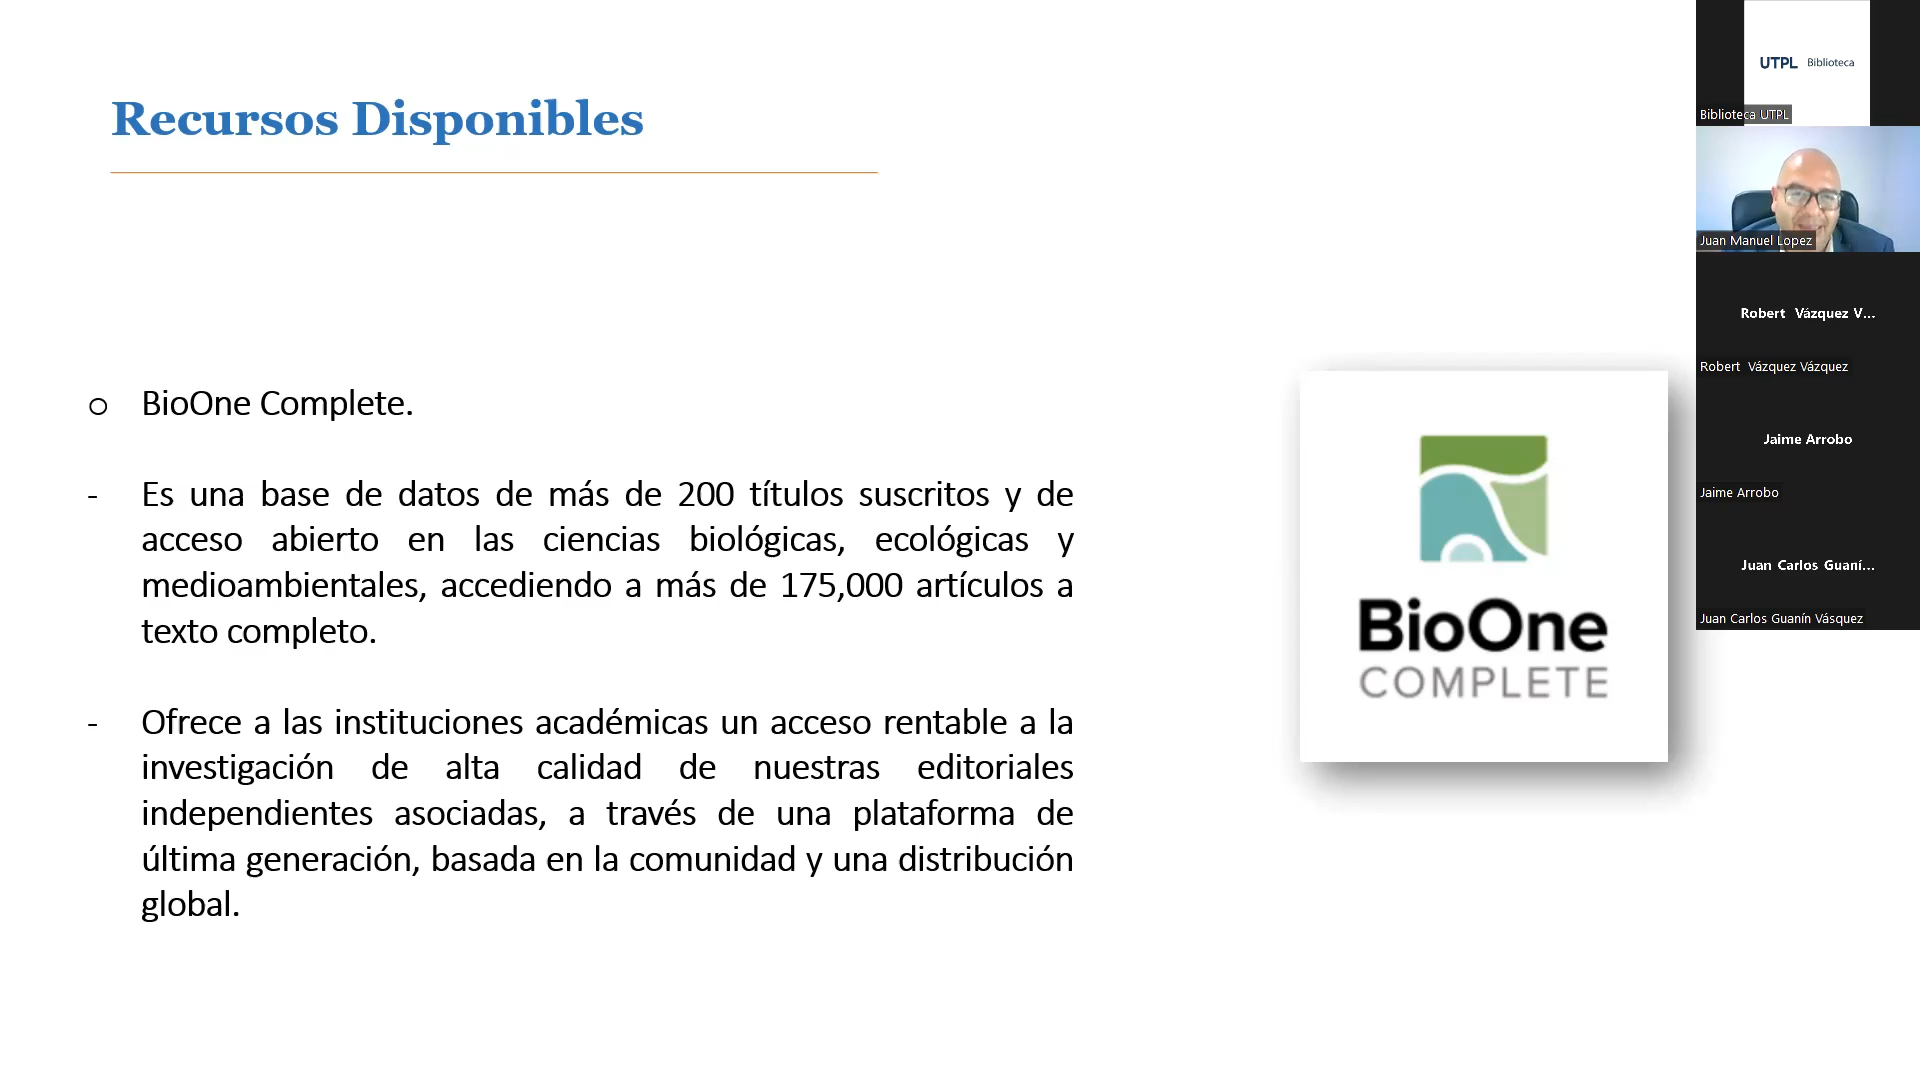 Recursos Disponibles
o BioOne Complete.
- Es una base de datos de más de 200 títulos suscritos y de
acceso abierto en las ciencias biológicas, ecológicas y
medioambientales, accediendo a más de 175,000 artículos a
texto completo.
- Ofrece a las instituciones académicas un acceso rentable a la
investigación de alta calidad de nuestras editoriales
independientes asociadas, a través de una plataforma de
última generación, basada en la comunidad y una distribución
global.
BioOne
COMPLETE
UTPL Biblioteca
Biblioteca UTPL
Juan Manuel Lopez
Robert Vázquez V...
Robert Vázquez Vázquez
Jaime Arrobo
Jaime Arrobo
Juan Carlos Guaní...
Juan Carlos Guanín Vásquez